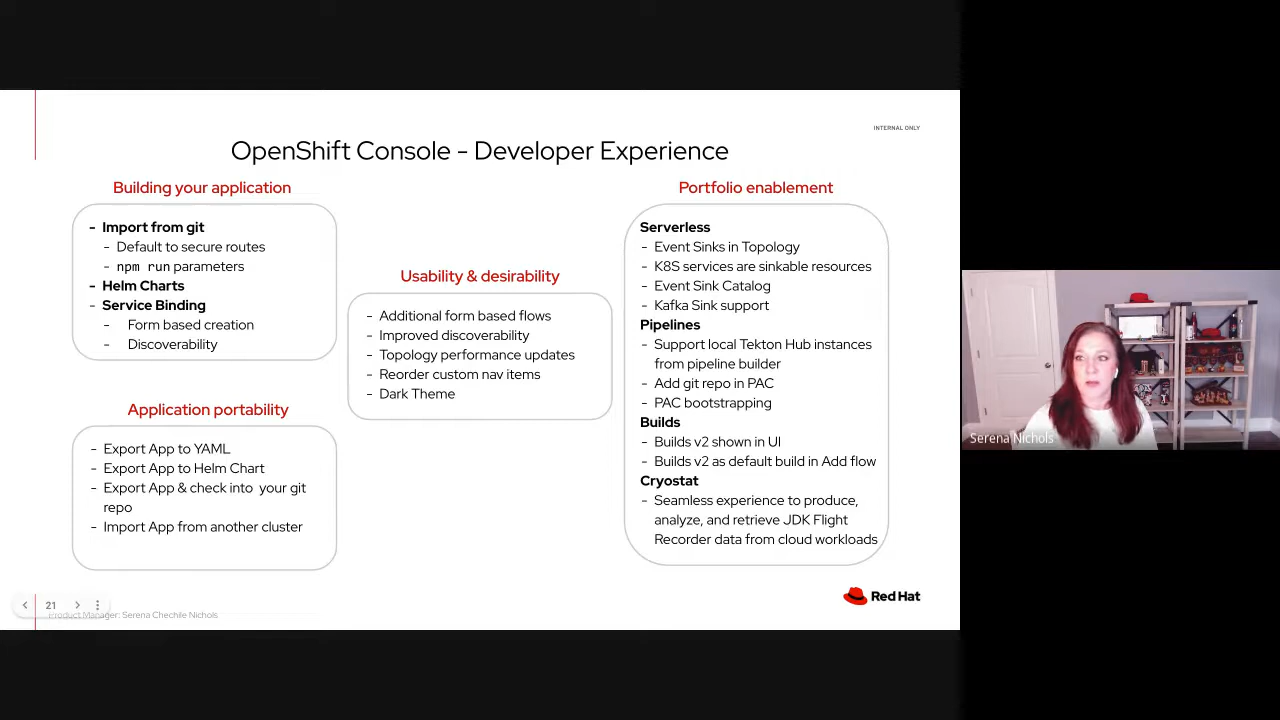 INTERNAL ONLY
OpenShift Console - Developer Experience
Building your application
- Import from git
- Default to secure routes
- npm run parameters
- Helm Charts
- Service Binding
- Form based creation
- Discoverability
Application portability
- Export App to YAML
- Export App to Helm Chart
- Export App & check into your git
repo
- Import App from another cluster
Usability & desirability
- Additional form based flows
- Improved discoverability
- Topology performance updates
- Reorder custom nav items
- Dark Theme
Portfolio enablement
Serverless
- Event Sinks in Topology
- K8S services are sinkable resources
- Event Sink Catalog
- Kafka Sink support
Pipelines
- Support local Tekton Hub instances
from pipeline builder
- Add git repo in PAC
- PAC bootstrapping
Builds
- Builds v2 shown in UI
- Builds v2 as default build in Add flow
Cryostat
- Seamless experience to produce,
analyze, and retrieve JDK Flight
Recorder data from cloud workloads
21
Product Manager: Serena Chechile Nichols
Red Hat
Serena Nichols